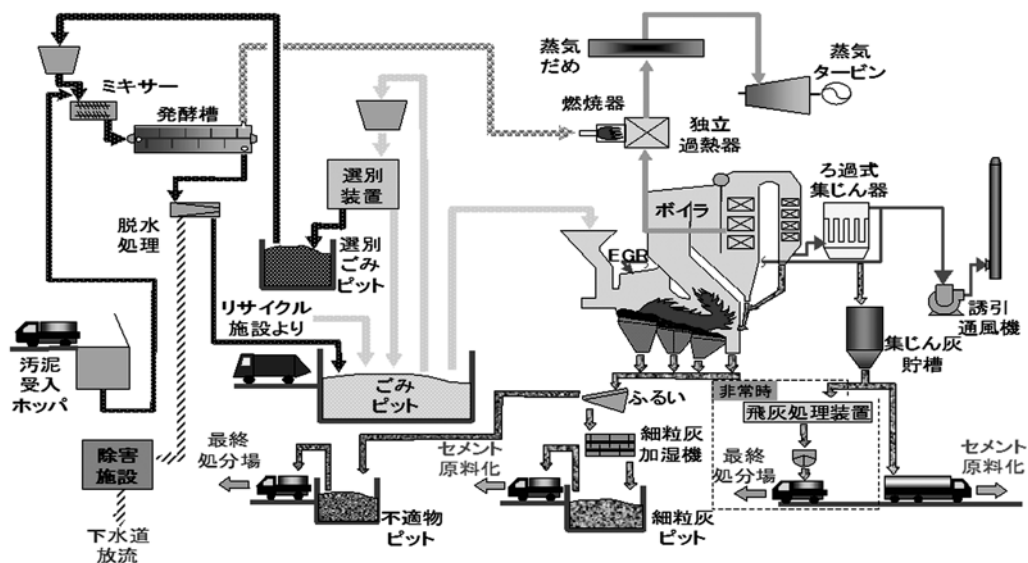 蒸気
だめ
蒸気
タービン
ミキサー
発酵槽
燃焼器
独立
過熱器
選別
装置
ろ過式
集じん器
ボイラ
脱水
処理
選別
ごみ
ピット
EGR
リサイクル
施設より
誘引
通風機
集じん灰
貯槽
汚泥
受入
ホッパ
ごみ
ピット
ふるい
非常時
飛灰処理装置
除害
施設
最終
処分場
セメント
原料化
細粒灰
加湿機
最終
処分場
セメント
原料化
不適物
ピット
細粒灰
ピット
下水道
放流